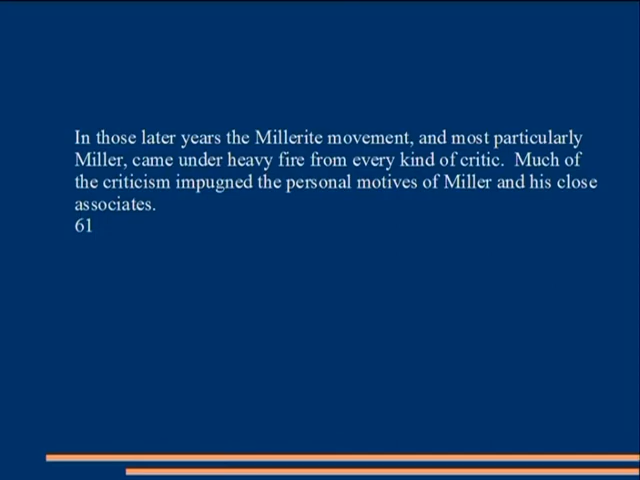 In those later years the Millerite movement, and most particularly
Miller, came under heavy fire from every kind of critic.  Much of
the criticism impugned the personal motives of Miller and his close
associates.
61